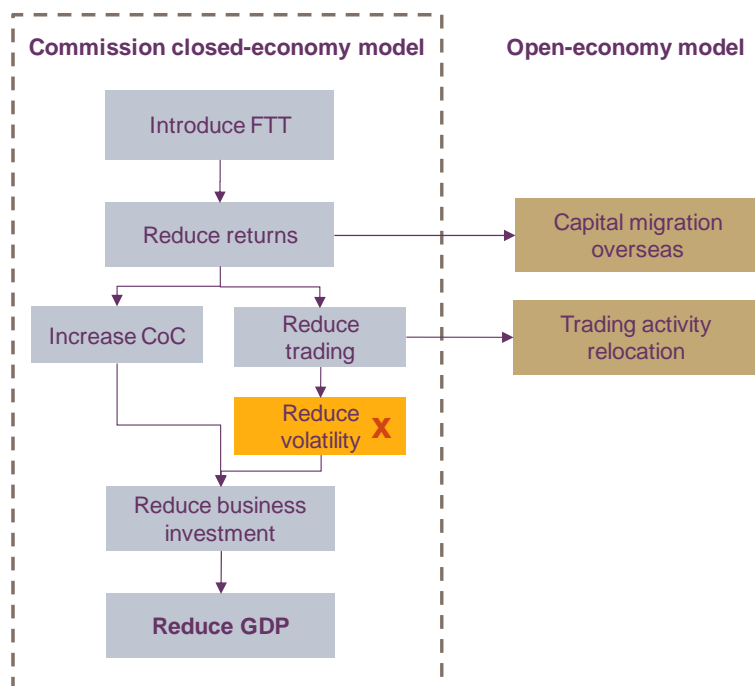 Commission closed-economy model
Open-economy model
Introduce FTT
Reduce returns
Capital migration
overseas
Increase CoC
Reduce
trading
Trading activity
relocation
Reduce
volatility
X
Reduce business
investment
Reduce GDP